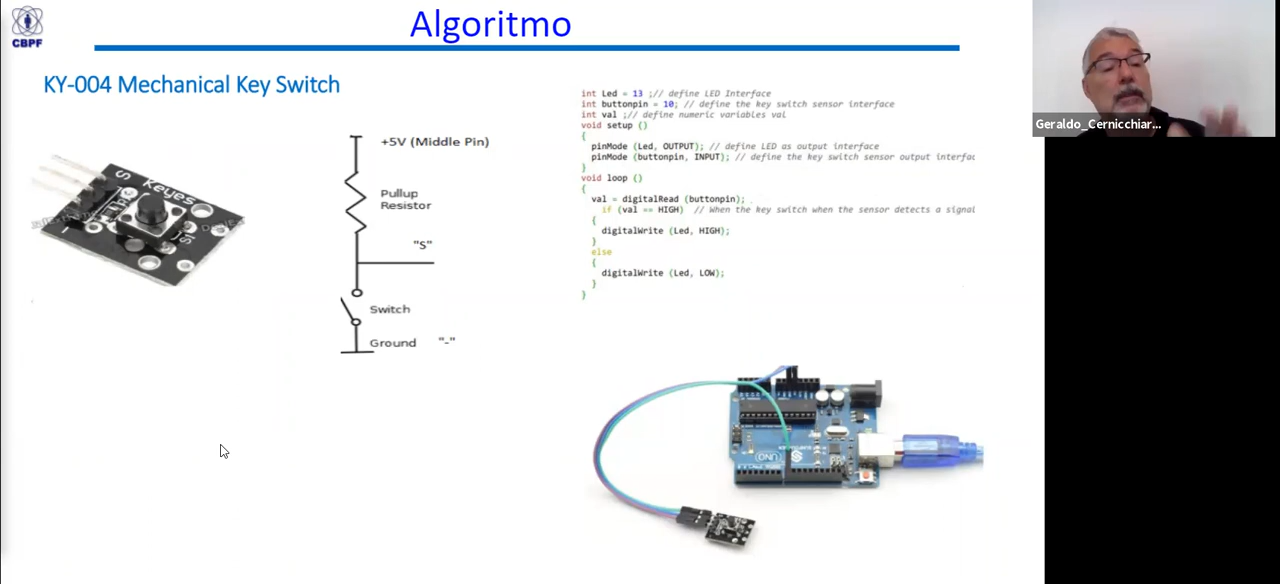 CBPF
Algoritmo
KY-004 Mechanical Key Switch
+5V (Middle Pin)
Pullup
Resistor
"S"
Switch
Ground "-"
S Keyes
int Led = 13 ;// define LED Interface
int buttonpin = 10; // define the key switch sensor interface
int val ;// define numeric variables val
void setup ()
{
pinMode (Led, OUTPUT); // define LED as output interface
pinMode (buttonpin, INPUT); // define the key switch sensor output interfac
}
void loop ()
{
val = digitalRead (buttonpin);
if (val == HIGH) // When the key switch when the sensor detects a signal
{
digitalWrite (Led, HIGH);
}
else
{
digitalWrite (Led, LOW);
}
}
UNO
Geraldo_Cernicchiar...